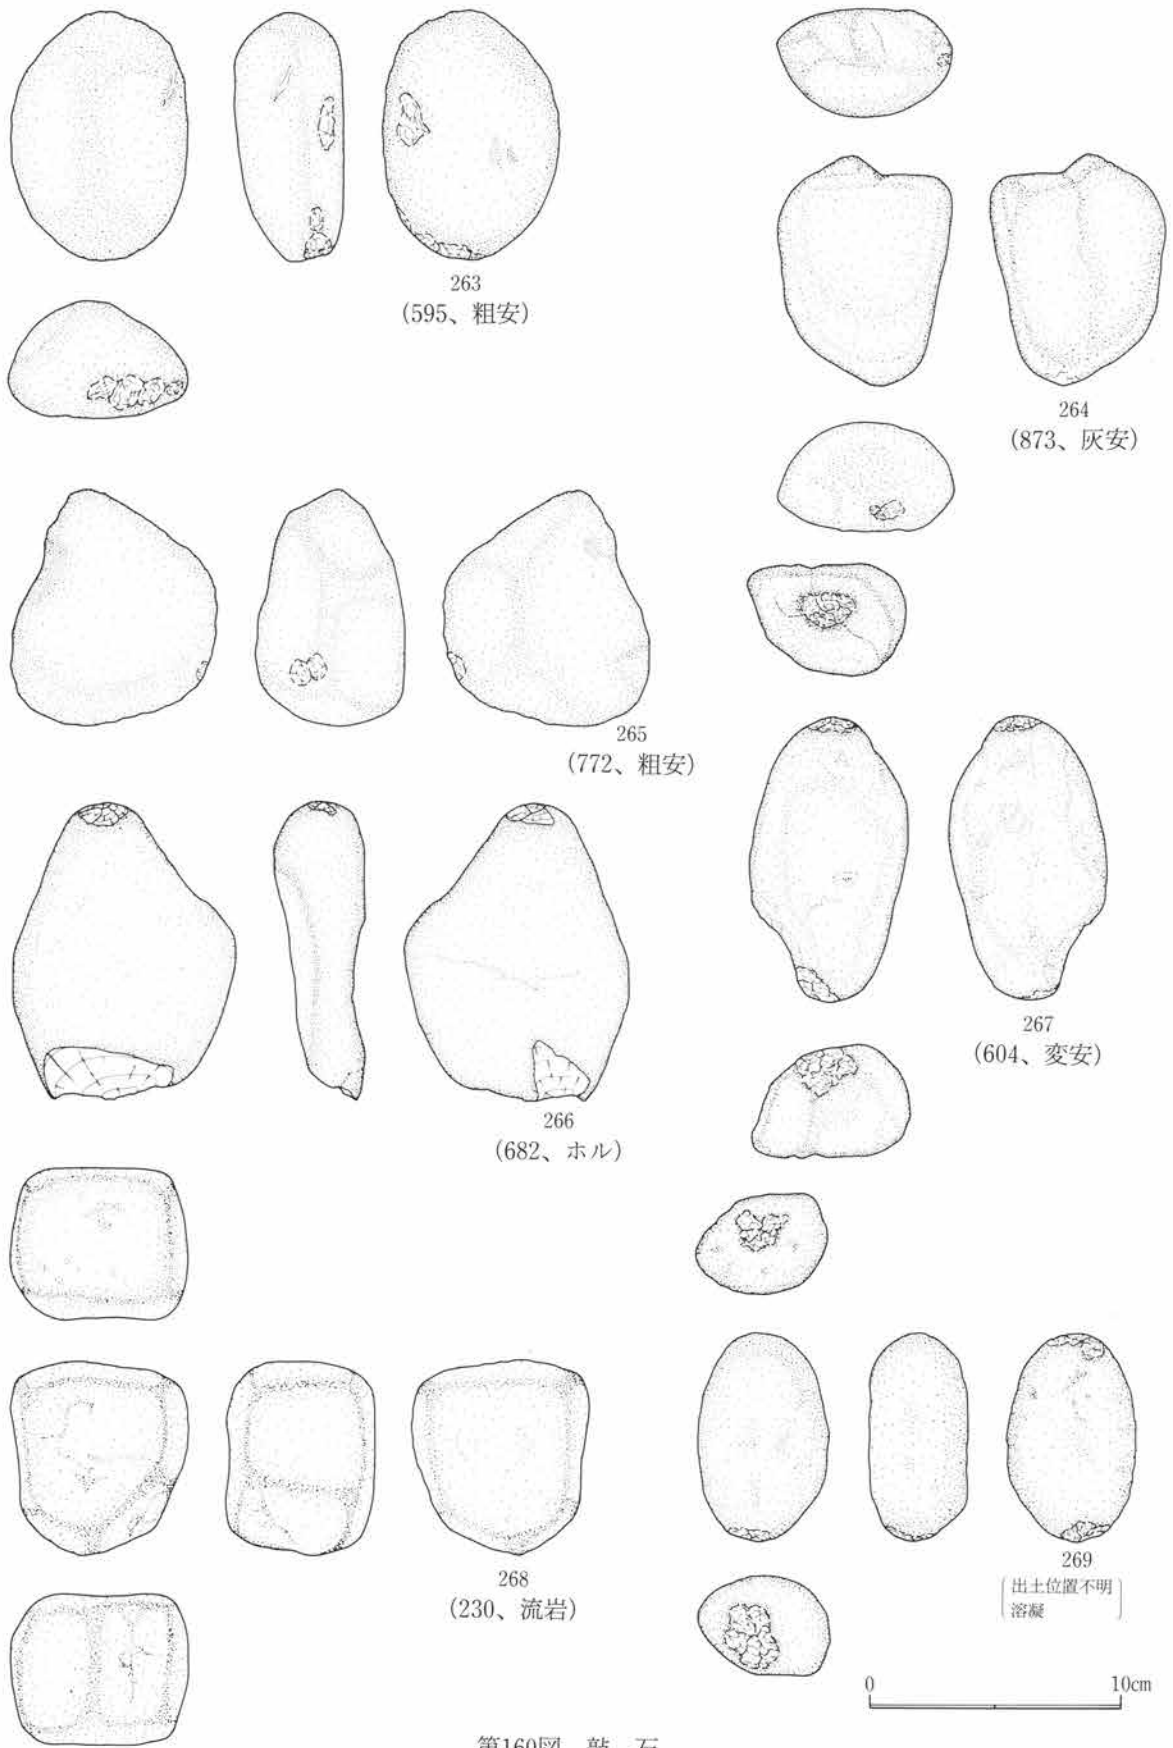 263
(595、粗安)
264
(873、灰安)
265
(772、粗安)
266
(682、ホル)
267
(604、変安)
268
(230、流岩)
269
出土位置不明
溶凝
0 10cm
第160図 敲 石